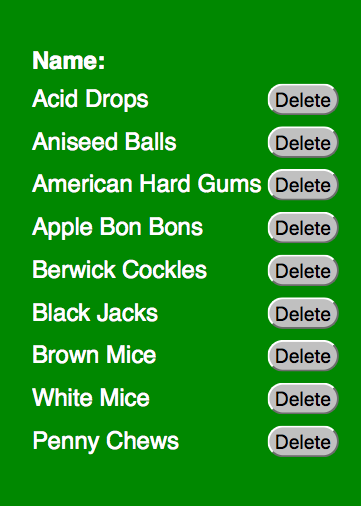 Name:
Acid Drops Delete
Aniseed Balls Delete
American Hard Gums Delete
Apple Bon Bons Delete
Berwick Cockles Delete
Black Jacks Delete
Brown Mice Delete
White Mice Delete
Penny Chews Delete